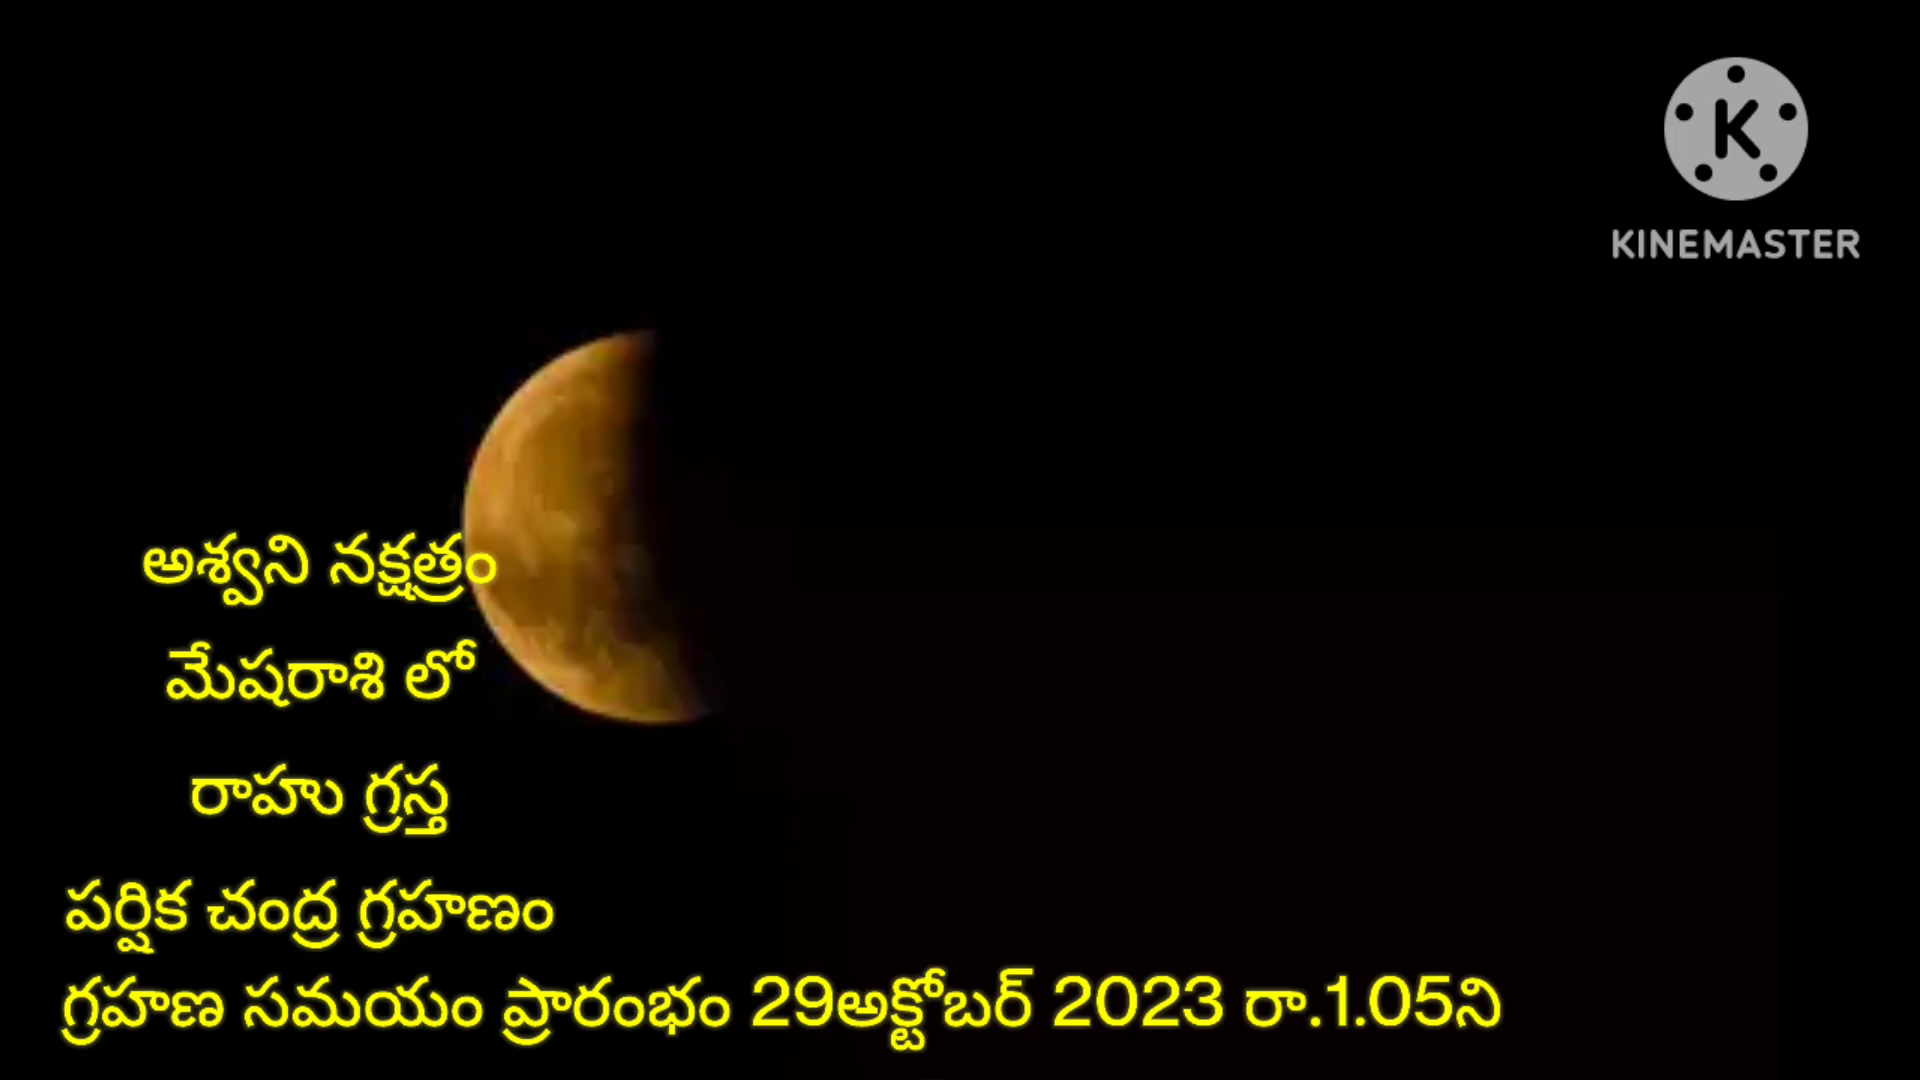 KINEMASTER
అశ్వని నక్షత్రం
మేషరాశి లో
రాహు గ్రస్త
పర్షిక చంద్ర గ్రహణం
గ్రహణ సమయం ప్రారంభం 29అక్టోబర్ 2023 రా.1.05ని